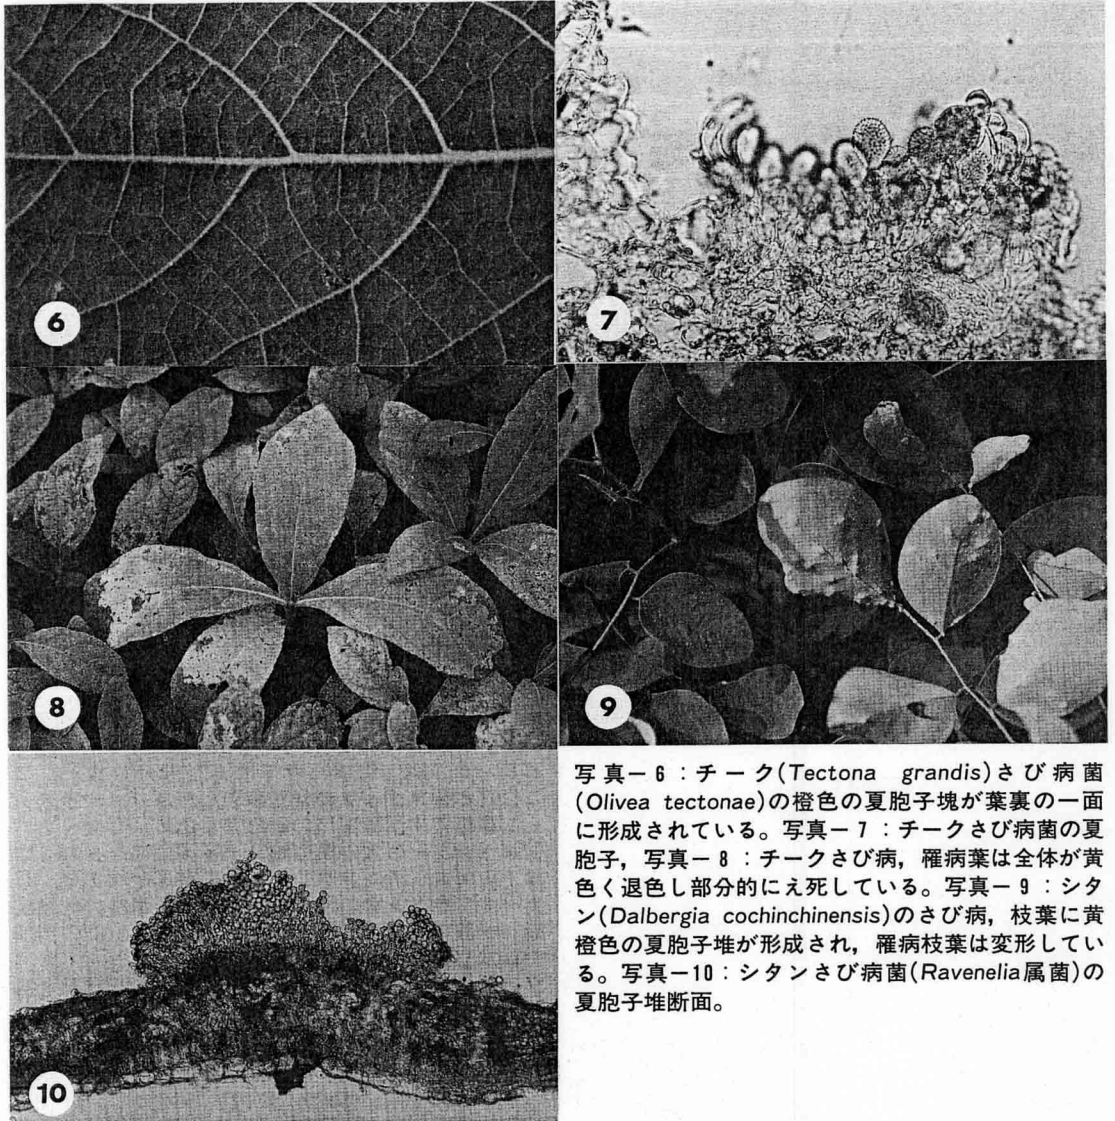 6
7
8
9
10
写真−6：チーク(Tectona grandis)さび病菌
(Olivea tectonae)の橙色の夏胞子塊が葉裏の一面
に形成されている。写真−7：チークさび病菌の夏
胞子，写真−8：チークさび病，罹病葉は全体が黄
色く退色し部分的にえ死している。写真−9：シタ
ン(Dalbergia cochinchinensis)のさび病，枝葉に黄
橙色の夏胞子堆が形成され，罹病枝葉は変形してい
る。写真−10：シタンさび病菌(Ravenelia属菌)の
夏胞子堆断面。